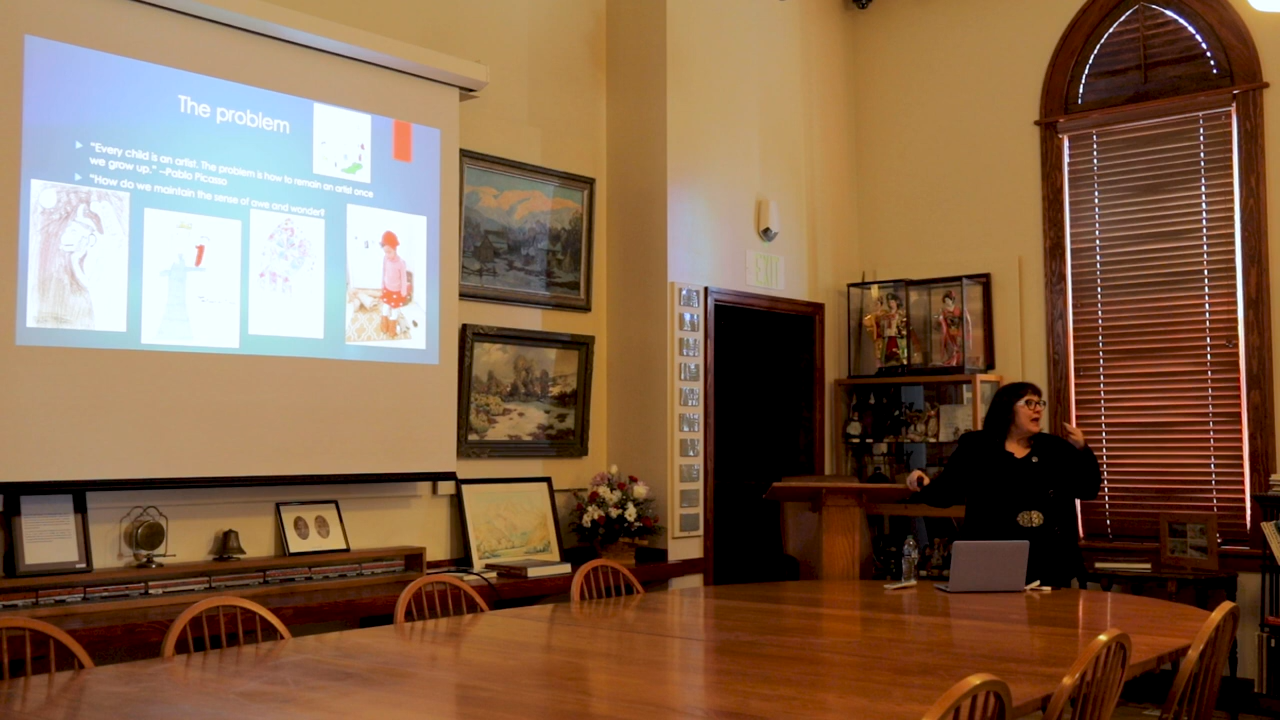 The problem
"Every child is an artist. The problem is how to remain an artist once
we grow up." –Pablo Picasso
"How do we maintain the sense of awe and wonder?
EXIT